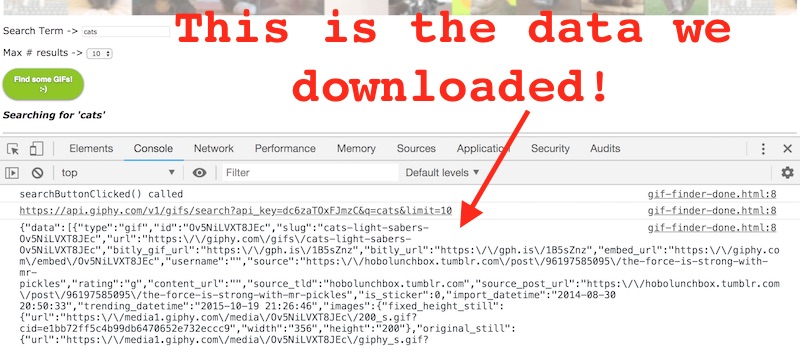 This is the data we
downloaded!
Search Term -> cats
Max # results -> 10
Find some GIFs!
:-)
Searching for 'cats'
Elements Console Network Performance Memory Sources Application Security Audits
top Filter Default levels
searchButtonClicked() called gif-finder-done.html:8
https://api.giphy.com/v1/gifs/search?api_key=dc6zaTOxFJmzC&q=cats&limit=10 gif-finder-done.html:8
{"data":[{"type":"gif","id":"Ov5NiLVXT8JEc","slug":"cats-light-sabers- gif-finder-done.html:8
Ov5NiLVXT8JEc","url":"https:\/\/giphy.com\/gifs\/cats-light-sabers-
Ov5NiLVXT8JEc","bitly_gif_url":"https:\/\/gph.is\/1B5sZnz","bitly_url":"https:\/\/gph.is\/1B5sZnz","embed_url":"https:\/\/giphy.co
m\/embed\/Ov5NiLVXT8JEc","username":"","source":"https:\/\/hobolunchbox.tumblr.com\/post\/96197585095\/the-force-is-strong-with-
mr-
pickles","rating":"g","content_url":"","source_tld":"hobolunchbox.tumblr.com","source_post_url":"https:\/\/hobolunchbox.tumblr.com
\/post\/96197585095\/the-force-is-strong-with-mr-pickles","is_sticker":0,"import_datetime":"2014-08-30
20:50:33","trending_datetime":"2015-10-19 21:26:46","images":{"fixed_height_still":
{"url":"https:\/\/media1.giphy.com\/media\/Ov5NiLVXT8JEc\/200_s.gif?
cid=e1bb72ff5c4b99db6470652e732eccc9","width":"356","height":"200"},"original_still":
{"url":"https:\/\/media1.giphy.com\/media\/Ov5NiLVXT8JEc\/giphy_s.gif?